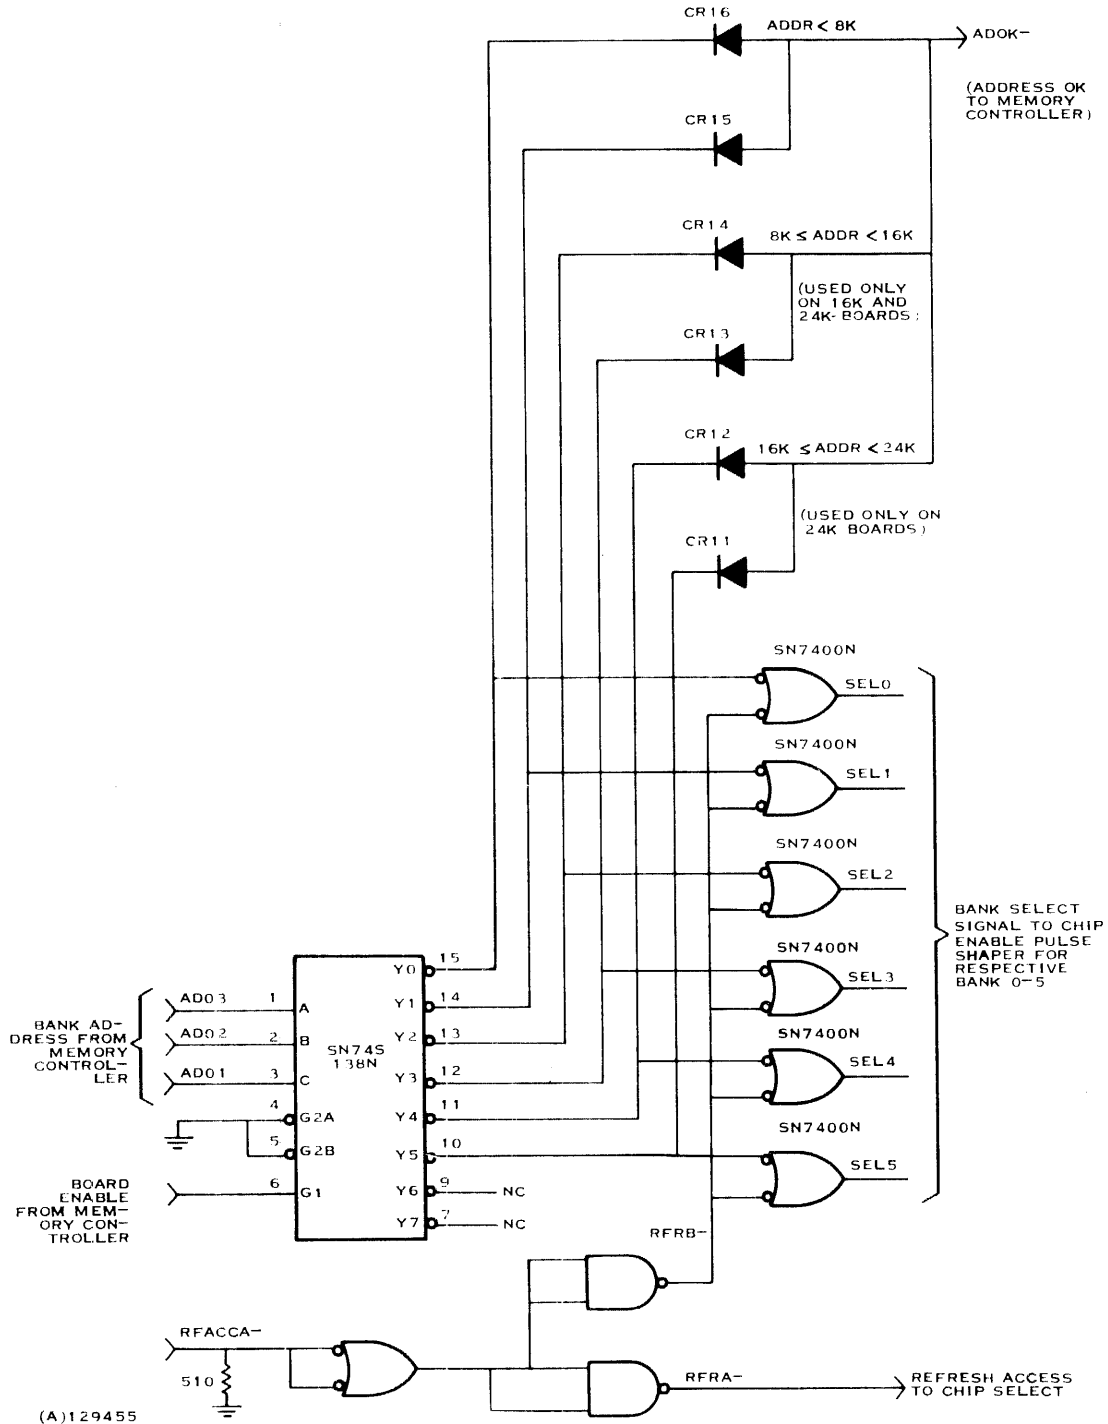 CR16
ADDR < 8K
ADOK–
(ADDRESS OK
TO MEMORY
CONTROLLER)
CR15
CR14
8K ≤ ADDR < 16K
(USED ONLY
ON 16K AND
24K-BOARDS;
CR13
CR12
16K ≤ ADDR < 24K
(USED ONLY ON
24K BOARDS)
CR11
SN7400N
SEL0
SN7400N
SEL1
SN7400N
SEL2
SN7400N
SEL3
SN7400N
SEL4
SN7400N
SEL5
BANK SELECT
SIGNAL TO CHIP
ENABLE PULSE
SHAPER FOR
RESPECTIVE
BANK 0–5
BANK AD–
DRESS FROM
MEMORY
CONTROL–
LER
AD03 1 A
AD02 2 B
AD01 3 C
4 G2A
5 G2B
6 G1
BOARD
ENABLE
FROM MEM–
ORY CON–
TROLLER
SN74S
138N
Y0 15
Y1 14
Y2 13
Y3 12
Y4 11
Y5 10
Y6 9 NC
Y7 7 NC
RFRB–
RFACCA–
510
RFRA–
REFRESH ACCESS
TO CHIP SELECT
(A)129455